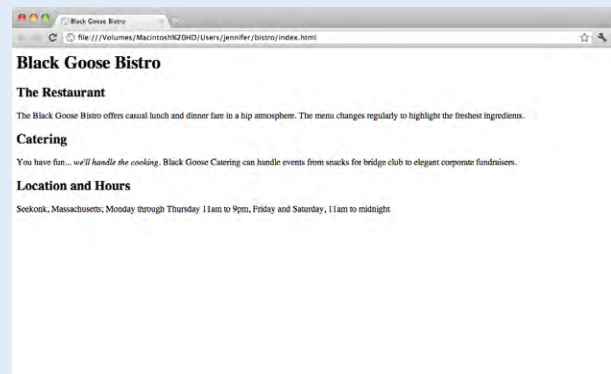 Black Goose Bistro
file:///Volumes/Macintosh%20HD/Users/jennifer/bistro/index.html
Black Goose Bistro
The Restaurant
The Black Goose Bistro offers casual lunch and dinner fare in a hip atmosphere. The menu changes regularly to highlight the freshest ingredients.
Catering
You have fun... we'll handle the cooking. Black Goose Catering can handle events from snacks for bridge club to elegant corporate fundraisers.
Location and Hours
Seekonk, Massachusetts; Monday through Thursday 11am to 9pm, Friday and Saturday, 11am to midnight